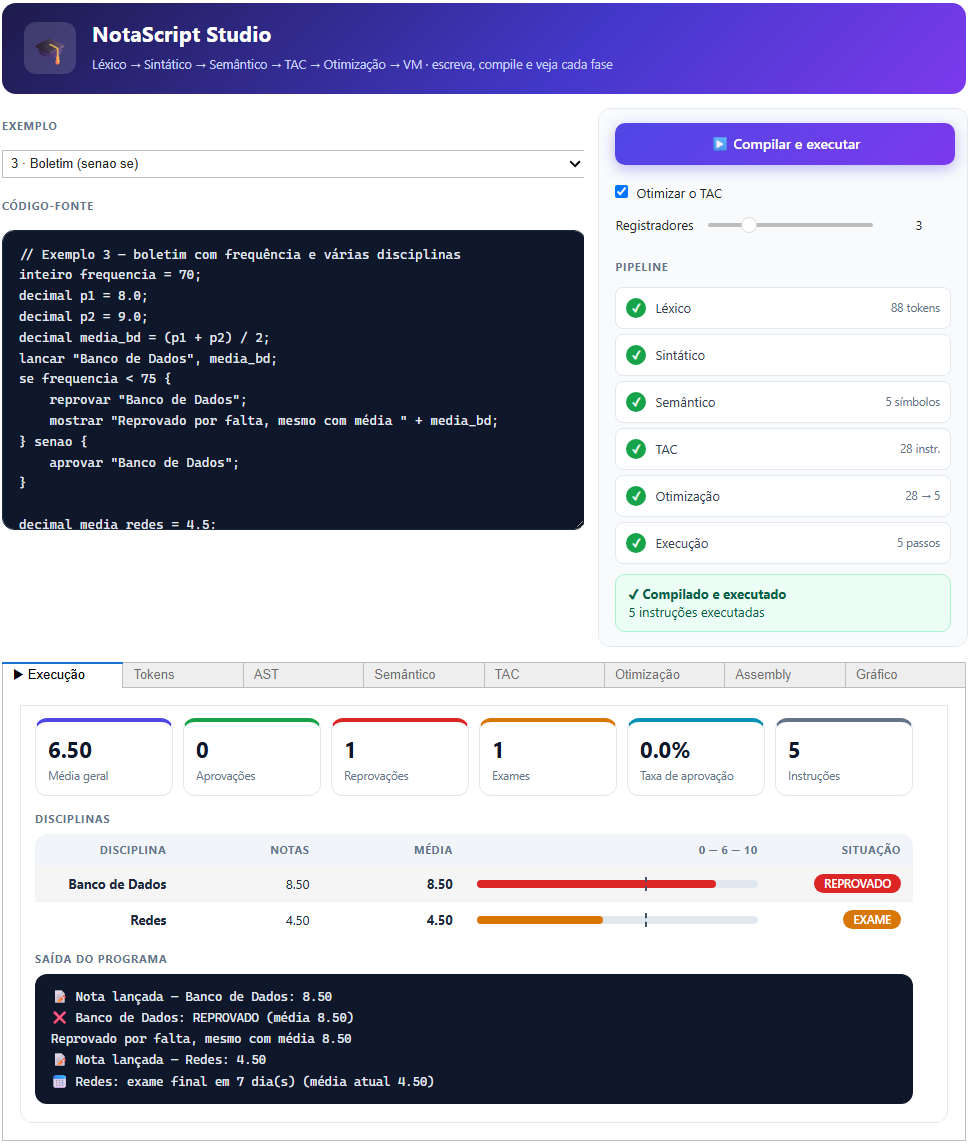 NotaScript Studio
Léxico → Sintático → Semântico → TAC → Otimização → VM · escreva, compile e veja cada fase
EXEMPLO
3 · Boletim (senao se)
CÓDIGO-FONTE
// Exemplo 3 — boletim com frequência e várias disciplinas
inteiro frequencia = 70;
decimal p1 = 8.0;
decimal p2 = 9.0;
decimal media_bd = (p1 + p2) / 2;
lancar "Banco de Dados", media_bd;
se frequencia < 75 {
    reprovar "Banco de Dados";
    mostrar "Reprovado por falta, mesmo com média " + media_bd;
} senao {
    aprovar "Banco de Dados";
}
decimal media_redes = 4.5;
Compilar e executar
Otimizar o TAC
Registradores 3
PIPELINE
Léxico 88 tokens
Sintático
Semântico 5 símbolos
TAC 28 instr.
Otimização 28 → 5
Execução 5 passos
✓ Compilado e executado
5 instruções executadas
▶ Execução Tokens AST Semântico TAC Otimização Assembly Gráfico
6.50 0 1 1 0.0% 5
Média geral Aprovações Reprovações Exames Taxa de aprovação Instruções
DISCIPLINAS
DISCIPLINA NOTAS MÉDIA 0 — 6 — 10 SITUAÇÃO
Banco de Dados 8.50 8.50 REPROVADO
Redes 4.50 4.50 EXAME
SAÍDA DO PROGRAMA
📝 Nota lançada — Banco de Dados: 8.50
❌ Banco de Dados: REPROVADO (média 8.50)
Reprovado por falta, mesmo com média 8.50
📝 Nota lançada — Redes: 4.50
🗓 Redes: exame final em 7 dia(s) (média atual 4.50)